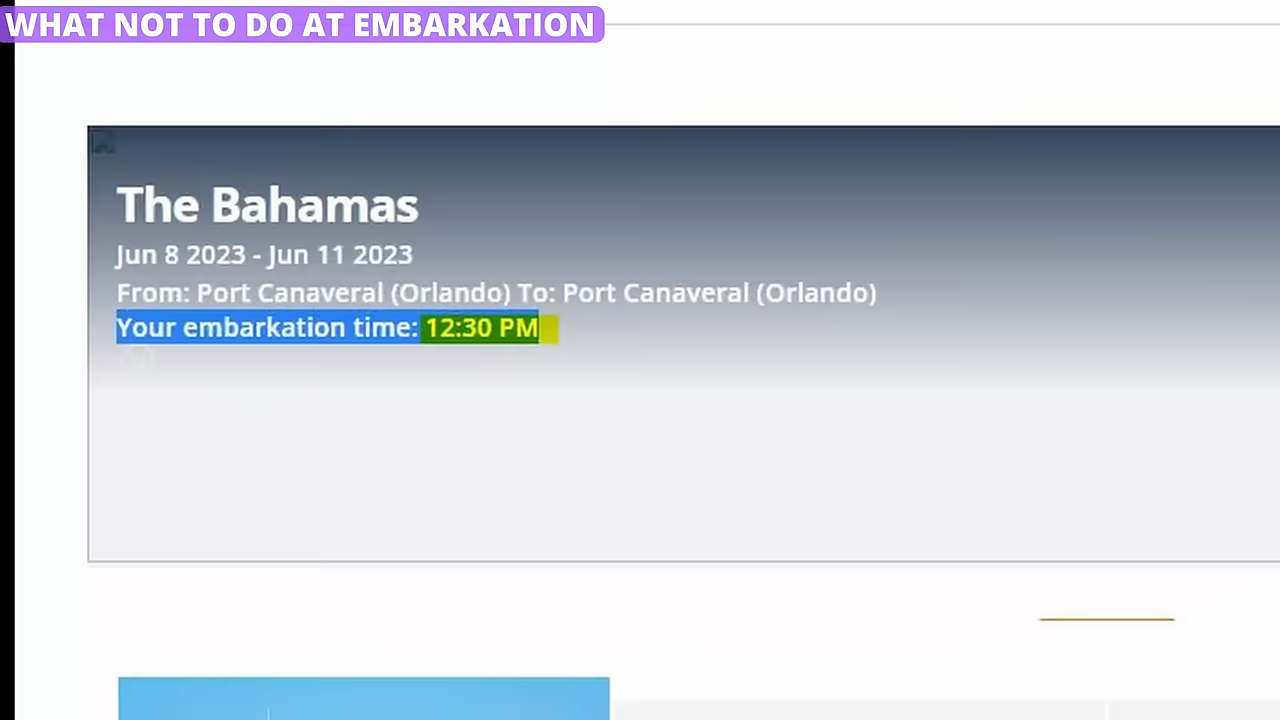 WHAT NOT TO DO AT EMBARKATION
The Bahamas
Jun 8 2023 - Jun 11 2023
From: Port Canaveral (Orlando) To: Port Canaveral (Orlando)
Your embarkation time: 12:30 PM